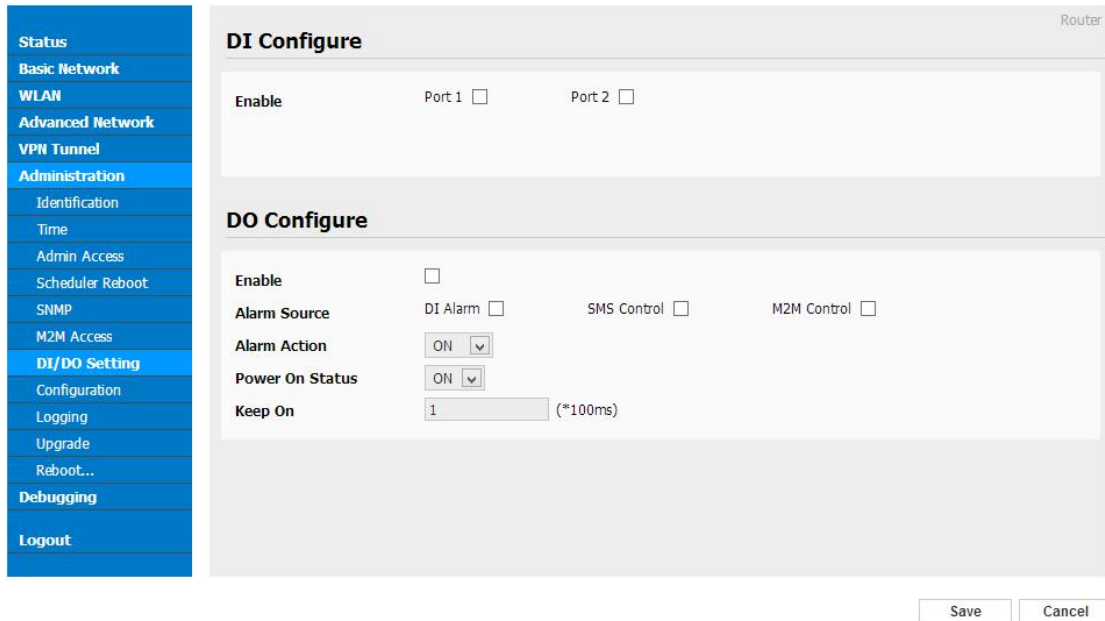 Router
Status
Basic Network
WLAN
Advanced Network
VPN Tunnel
Administration
Identification
Time
Admin Access
Scheduler Reboot
SNMP
M2M Access
DI/DO Setting
Configuration
Logging
Upgrade
Reboot...
Debugging
Logout
DI Configure
Enable Port 1 Port 2
DO Configure
Enable
Alarm Source DI Alarm SMS Control M2M Control
Alarm Action ON
Power On Status ON
Keep On 1 (*100ms)
Save Cancel